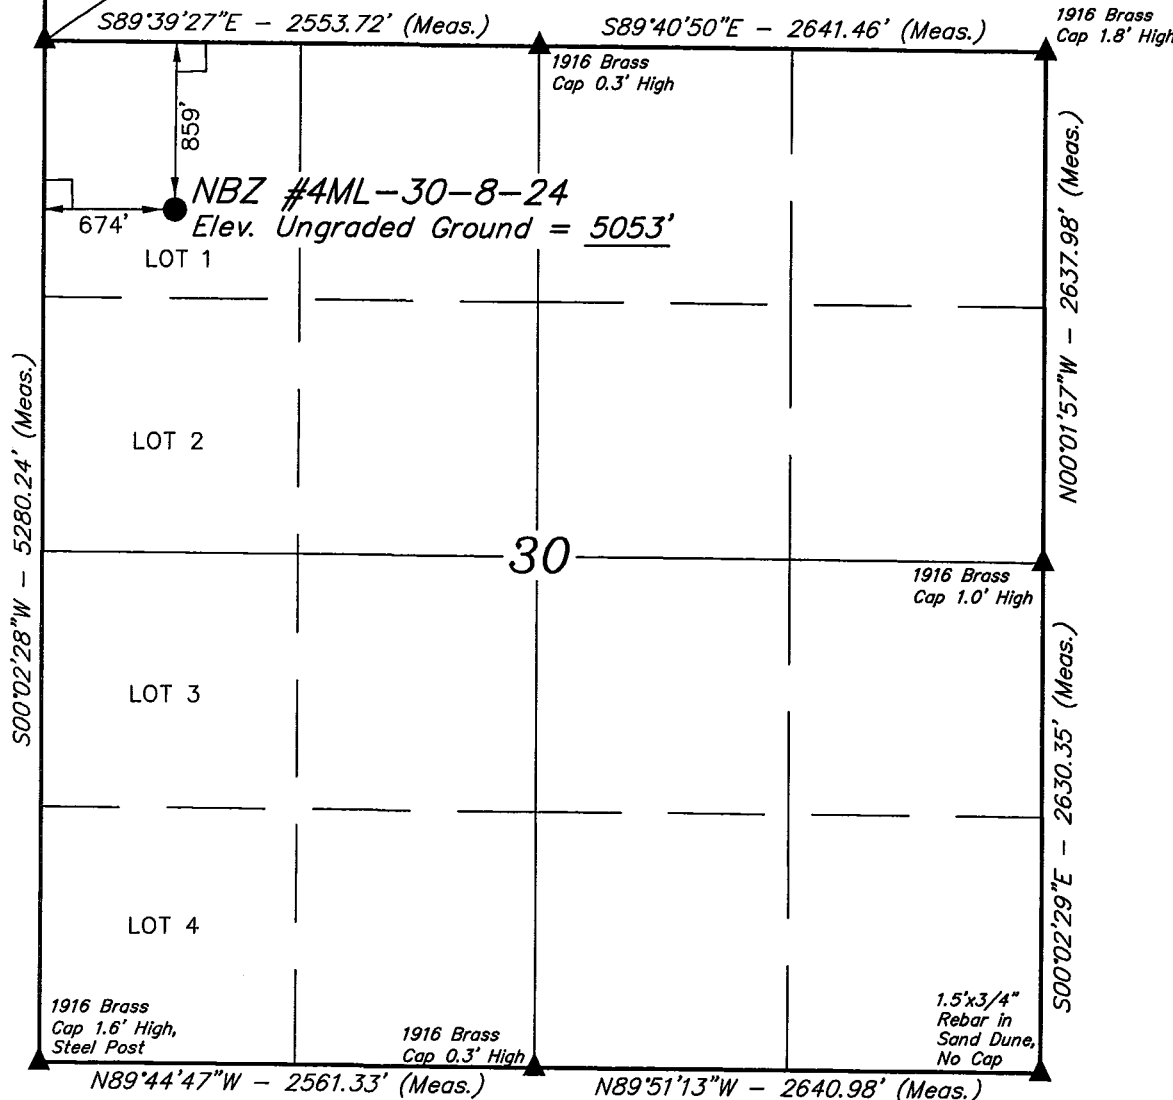 S89°39'27"E - 2553.72' (Meas.)
S89°40'50"E - 2641.46' (Meas.)
1916 Brass
Cap 1.8' High
1916 Brass
Cap 0.3' High
859'
674'
NBZ #4ML-30-8-24
Elev. Ungraded Ground = 5053'
LOT 1
N00°01'57"W - 2637.98' (Meas.)
S00°02'28"W - 5280.24' (Meas.)
LOT 2
30
1916 Brass
Cap 1.0' High
LOT 3
S00°02'29"E - 2630.35' (Meas.)
LOT 4
1916 Brass
Cap 1.6' High,
Steel Post
1916 Brass
Cap 0.3' High
1.5'x3/4"
Rebar in
Sand Dune,
No Cap
N89°44'47"W - 2561.33' (Meas.)
N89°51'13"W - 2640.98' (Meas.)